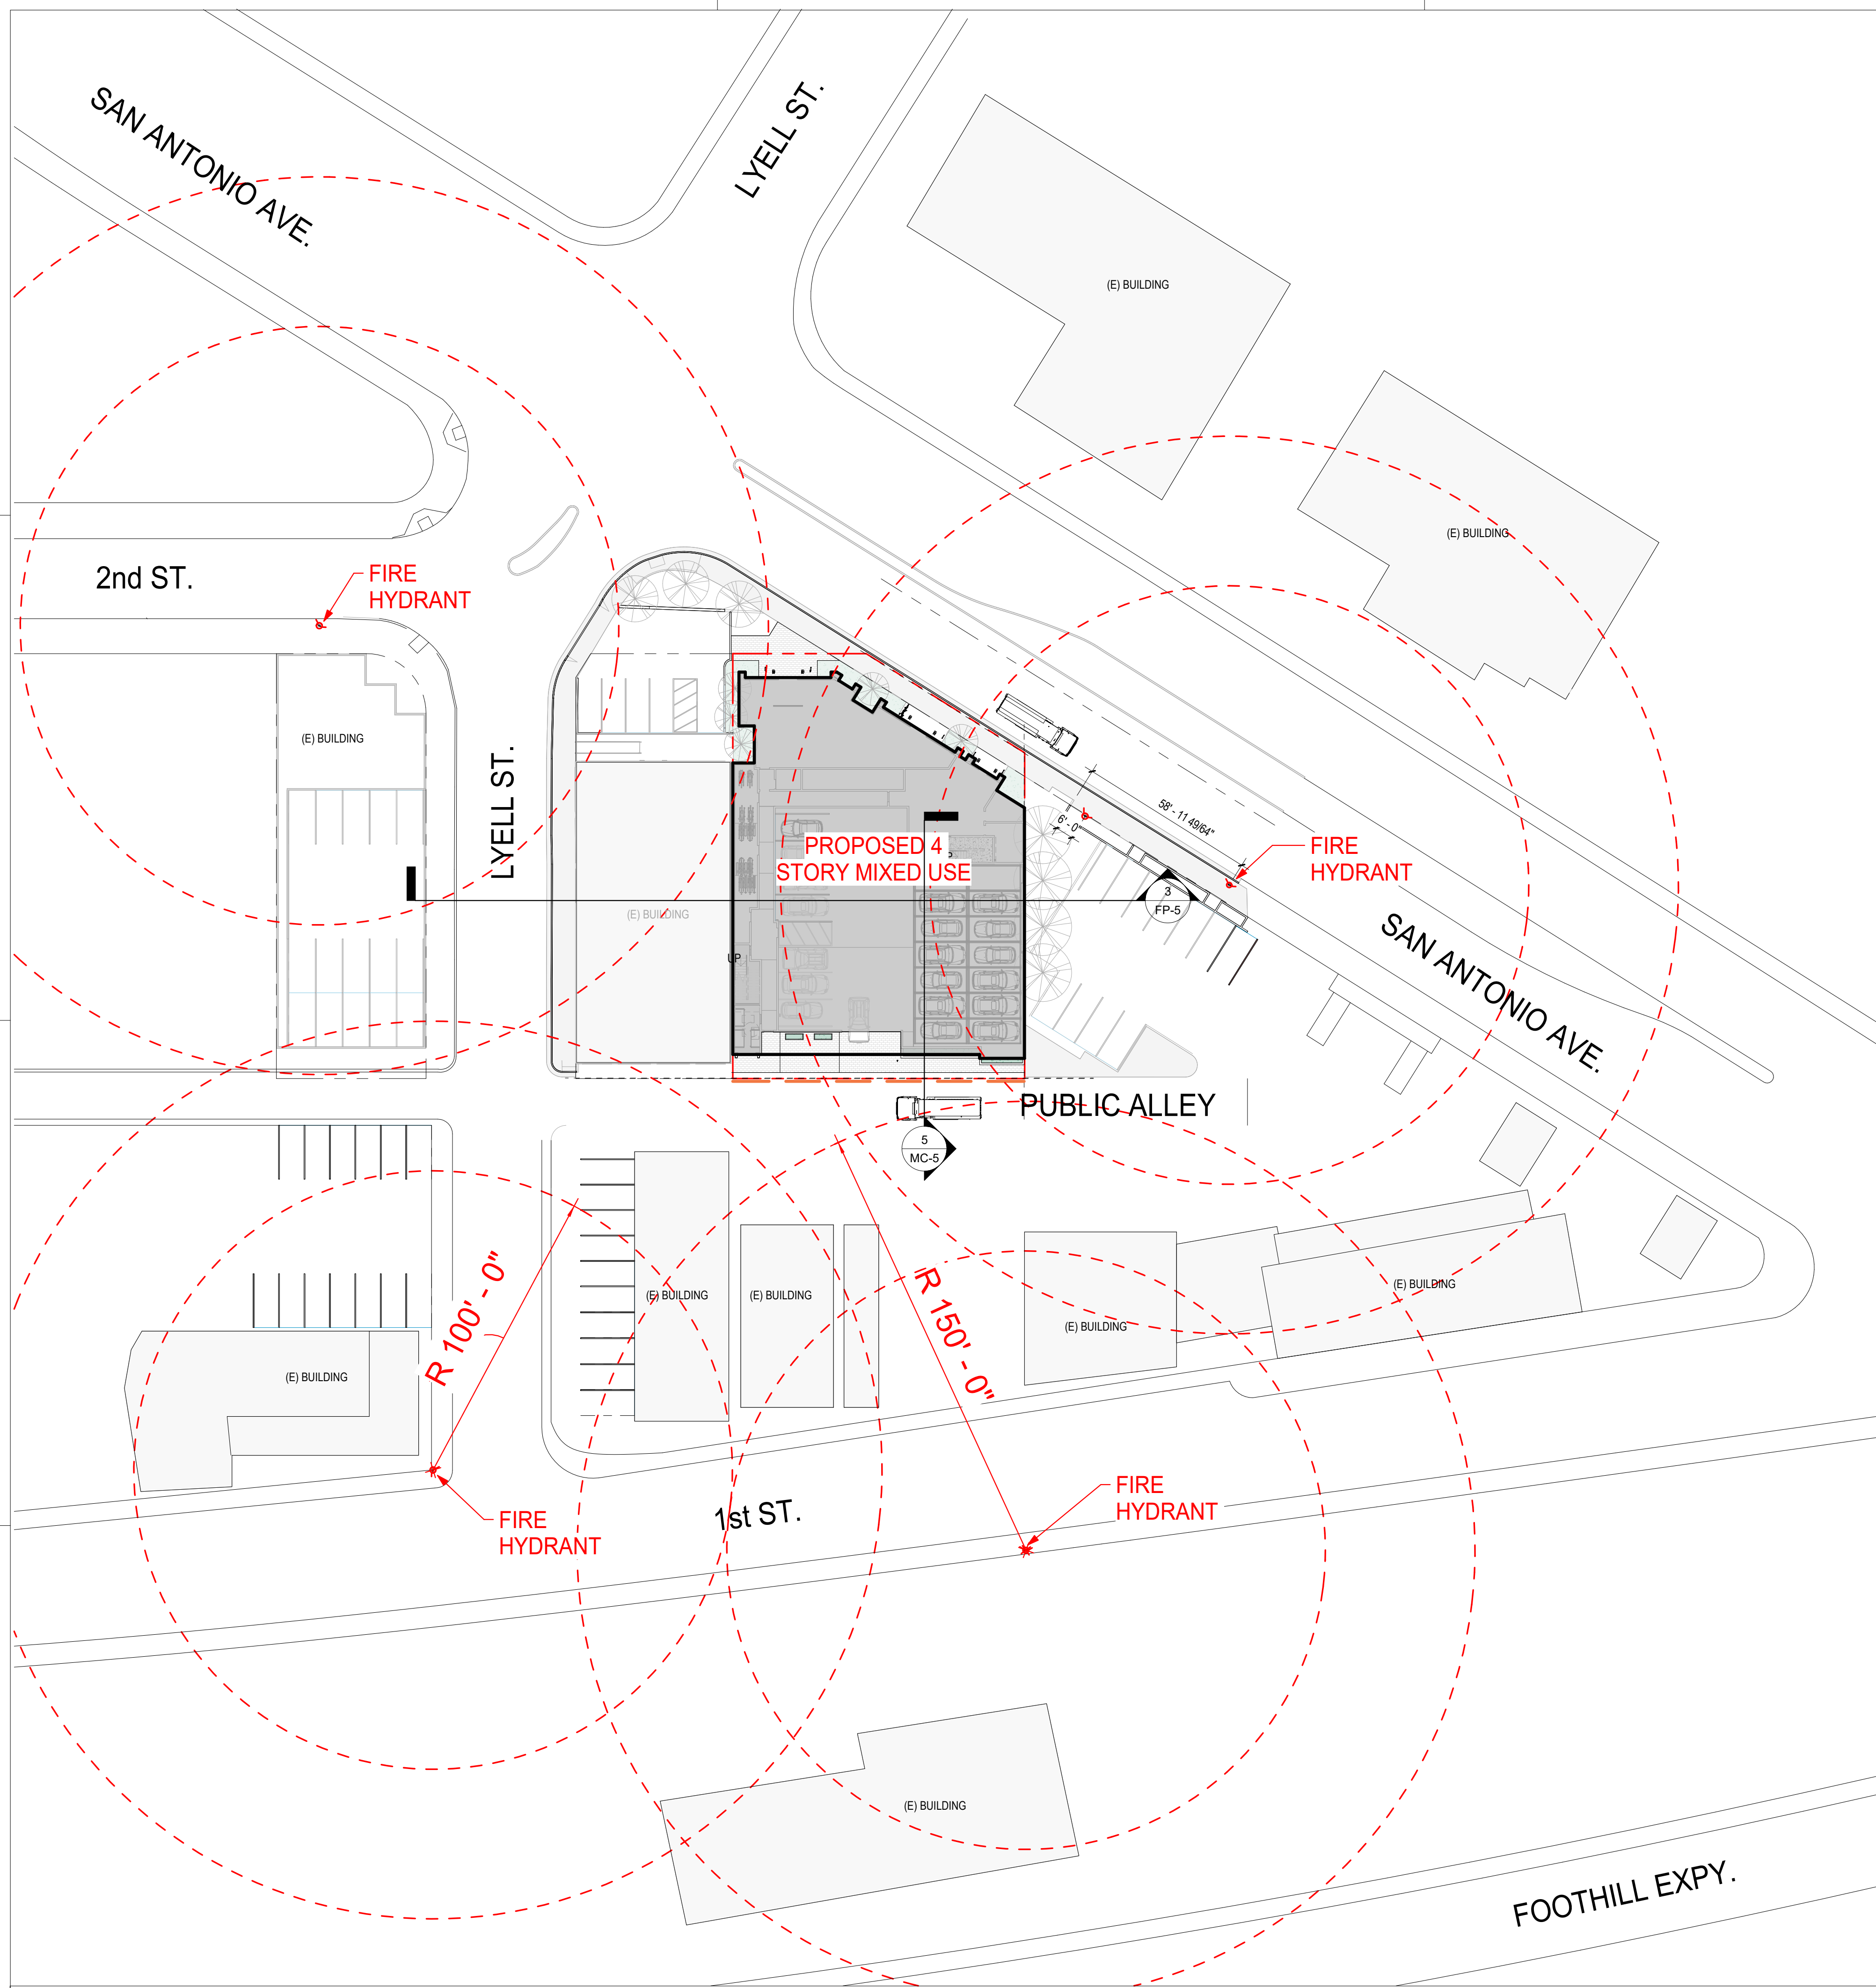 SAN ANTONIO AVE.
LYELL ST.
(E) BUILDING
(E) BUILDING
2nd ST.
FIRE
HYDRANT
(E) BUILDING
LYELL ST.
58' - 11 49/64"
6' - 0"
PROPOSED 4
STORY MIXED USE
FIRE
HYDRANT
3
FP-5
(E) BUILDING
UP
SAN ANTONIO AVE.
PUBLIC ALLEY
5
MC-5
R 100' - 0"
R 150' - 0"
(E) BUILDING
(E) BUILDING
(E) BUILDING
(E) BUILDING
(E) BUILDING
FIRE
HYDRANT
1st ST.
FIRE
HYDRANT
(E) BUILDING
FOOTHILL EXPY.